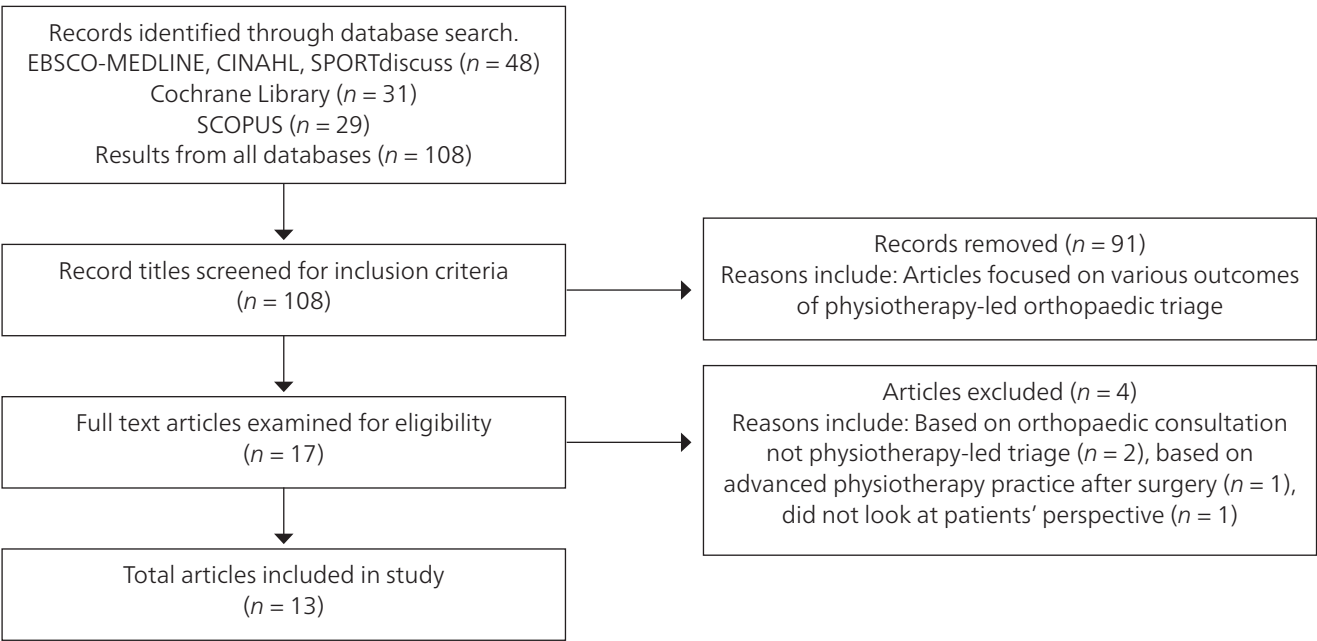 Records identified through database search.
EBSCO-MEDLINE, CINAHL, SPORTdiscuss (n = 48)
Cochrane Library (n = 31)
SCOPUS (n = 29)
Results from all databases (n = 108)
Record titles screened for inclusion criteria
(n = 108)
Records removed (n = 91)
Reasons include: Articles focused on various outcomes
of physiotherapy-led orthopaedic triage
Full text articles examined for eligibility
(n = 17)
Articles excluded (n = 4)
Reasons include: Based on orthopaedic consultation
not physiotherapy-led triage (n = 2), based on
advanced physiotherapy practice after surgery (n = 1),
did not look at patients’ perspective (n = 1)
Total articles included in study
(n = 13)